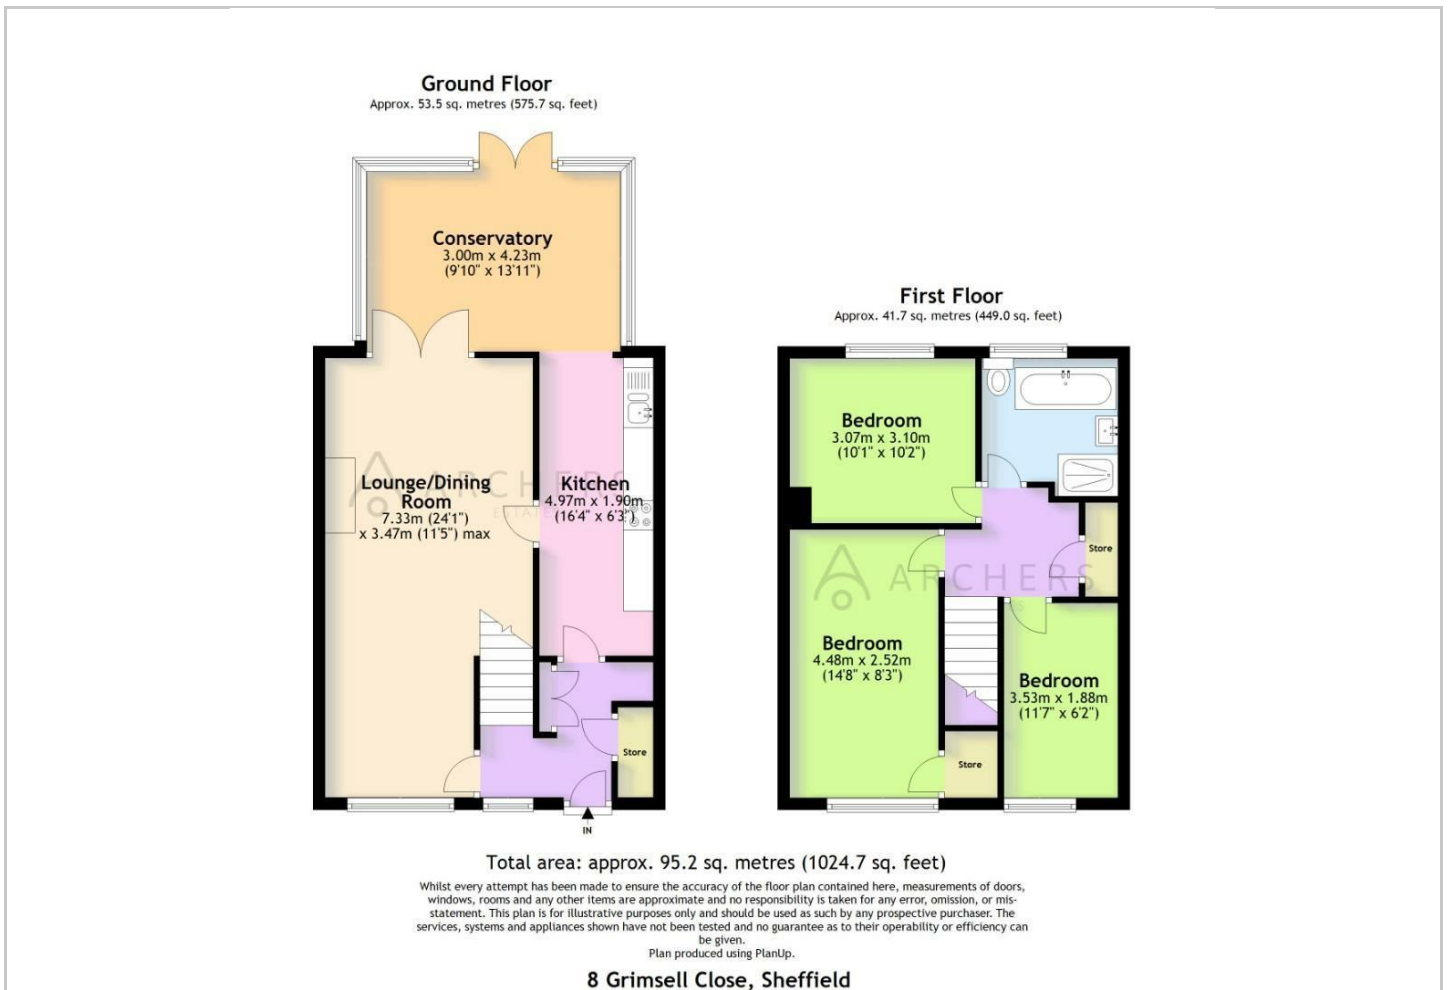 Ground Floor
Approx. 53.5 sq. metres (575.7 sq. feet)
Conservatory
3.00m x 4.23m
(9'10" x 13'11")
Lounge/Dining
Room
7.33m (24'1")
x 3.47m (11'5") max
Kitchen
4.97m x 1.90m
(16'4" x 6'3")
ARCHERS
Store
IN
First Floor
Approx. 41.7 sq. metres (449.0 sq. feet)
Bedroom
3.07m x 3.10m
(10'1" x 10'2")
Store
ARCHERS
Bedroom
4.48m x 2.52m
(14'8" x 8'3")
Bedroom
3.53m x 1.88m
(11'7" x 6'2")
Store
Total area: approx. 95.2 sq. metres (1024.7 sq. feet)
Whilst every attempt has been made to ensure the accuracy of the floor plan contained here, measurements of doors,
windows, rooms and any other items are approximate and no responsibility is taken for any error, omission, or mis-
statement. This plan is for illustrative purposes only and should be used as such by any prospective purchaser. The
services, systems and appliances shown have not been tested and no guarantee as to their operability or efficiency can
be given.
Plan produced using PlanUp.
8 Grimsell Close, Sheffield